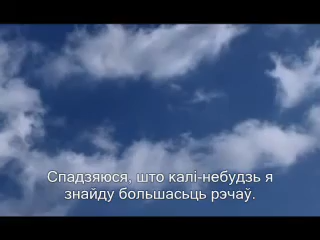 Спадзяюся, што калі-небудзь я
знайду большасьць рэчаў.